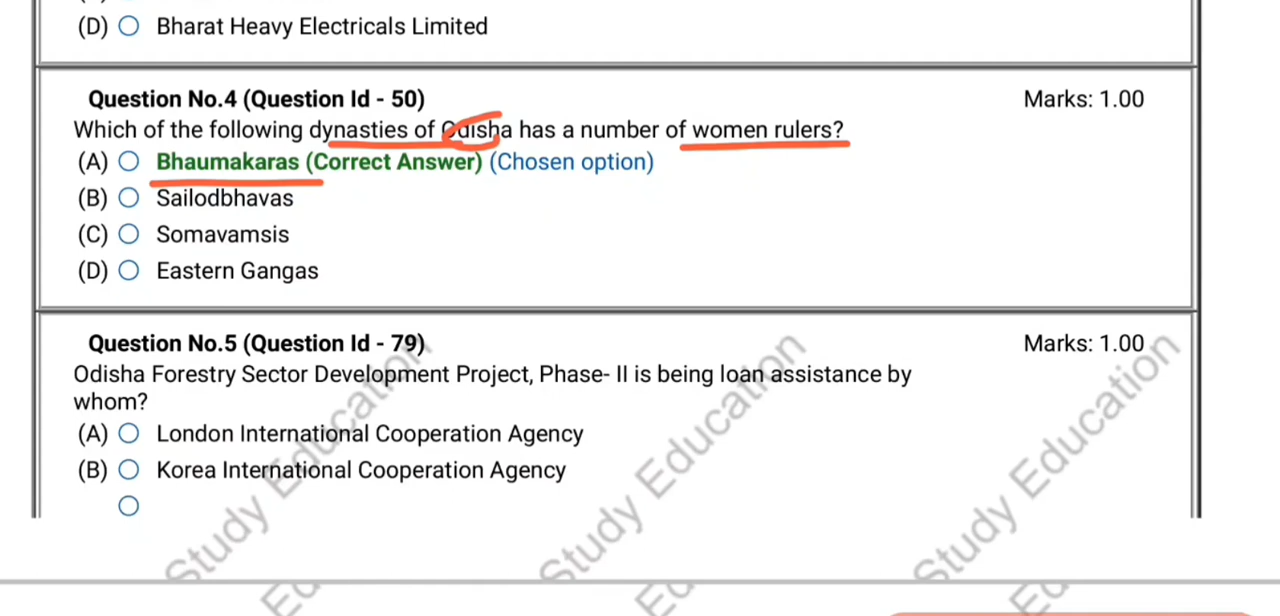 (D) Bharat Heavy Electricals Limited
Question No.4 (Question Id - 50) Marks: 1.00
Which of the following dynasties of Odisha has a number of women rulers?
(A) Bhaumakaras (Correct Answer) (Chosen option)
(B) Sailodbhavas
(C) Somavamsis
(D) Eastern Gangas
Question No.5 (Question Id - 79) Marks: 1.00
Odisha Forestry Sector Development Project, Phase- II is being loan assistance by
whom?
(A) London International Cooperation Agency
(B) Korea International Cooperation Agency
Study Education
Study Education
Study Education